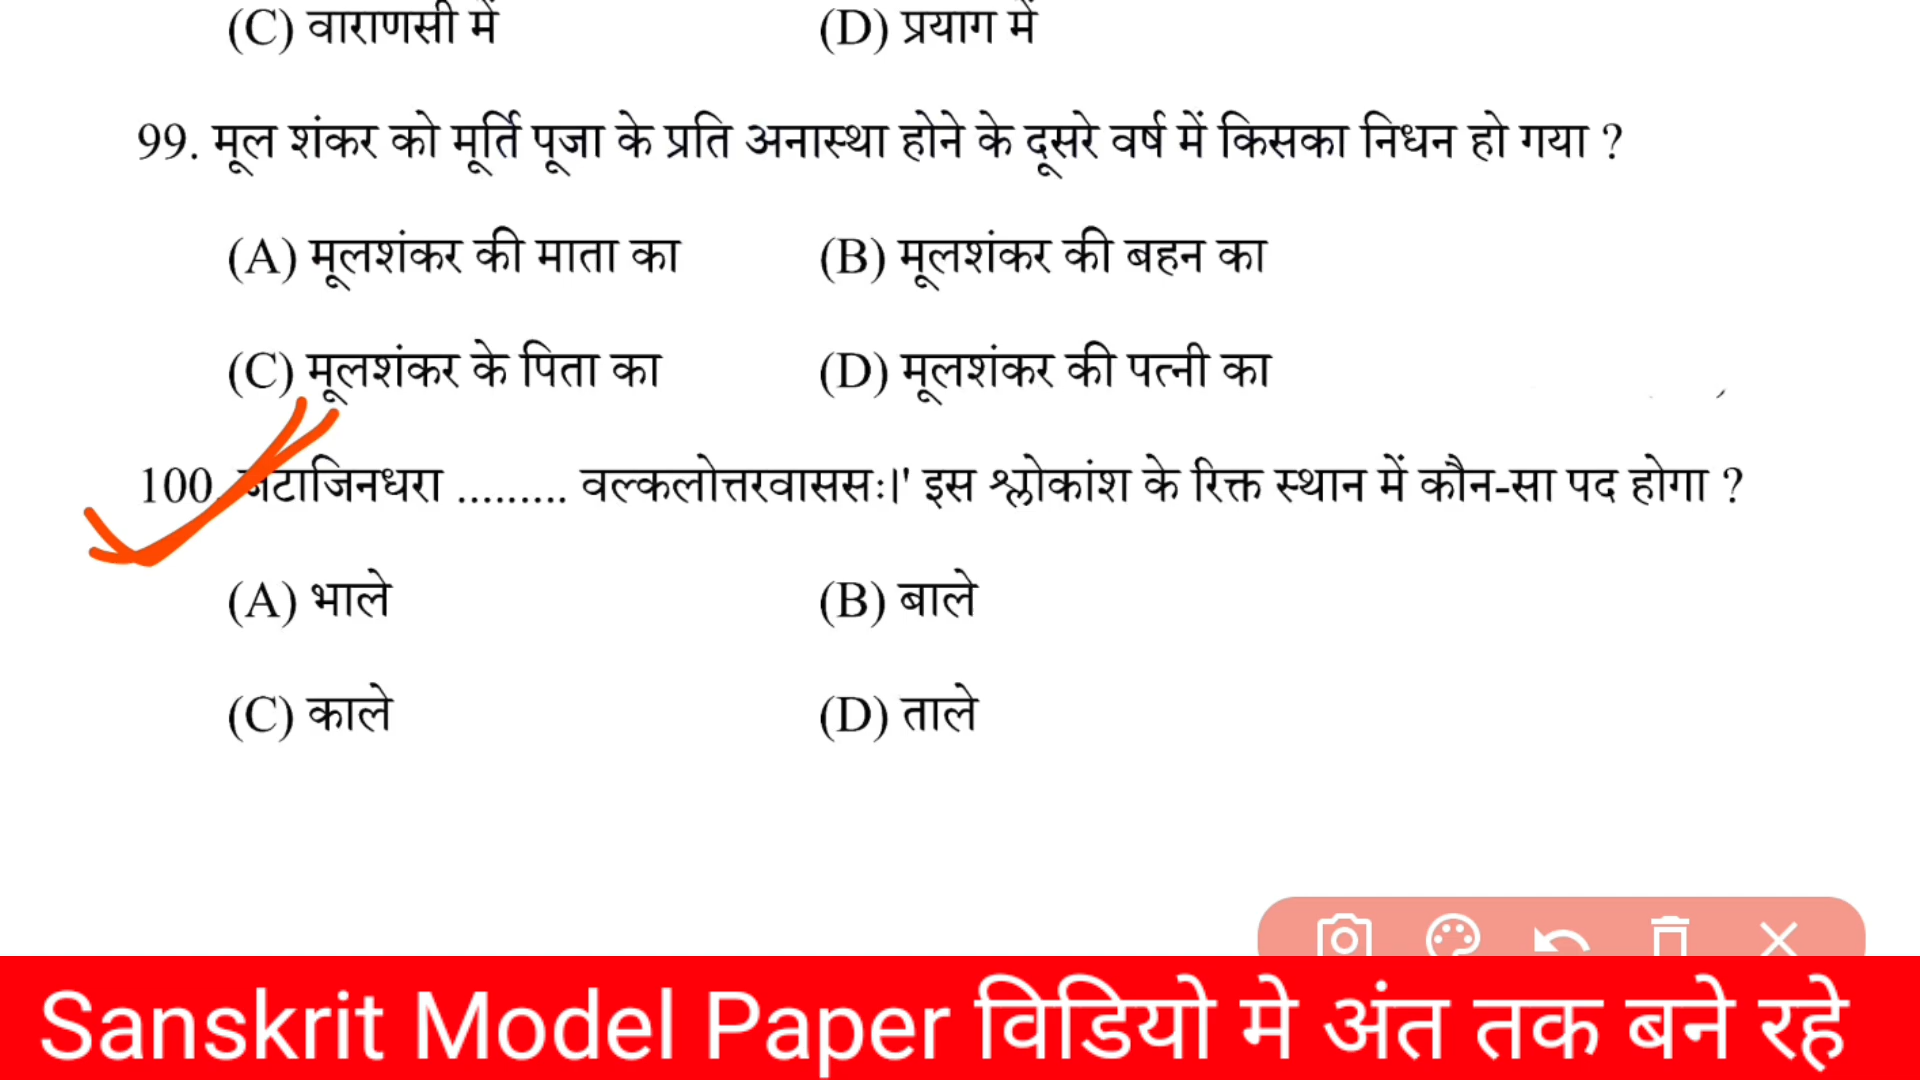 (C) वाराणसी में (D) प्रयाग में
99. मूल शंकर को मूर्ति पूजा के प्रति अनास्था होने के दूसरे वर्ष में किसका निधन हो गया ?
(A) मूलशंकर की माता का (B) मूलशंकर की बहन का
(C) मूलशंकर के पिता का (D) मूलशंकर की पत्नी का
100. जटाजिनधरा ......... वल्कलोत्तरवाससः।' इस श्लोकांश के रिक्त स्थान में कौन-सा पद होगा ?
(A) भाले (B) बाले
(C) काले (D) ताले
Sanskrit Model Paper विडियो मे अंत तक बने रहे